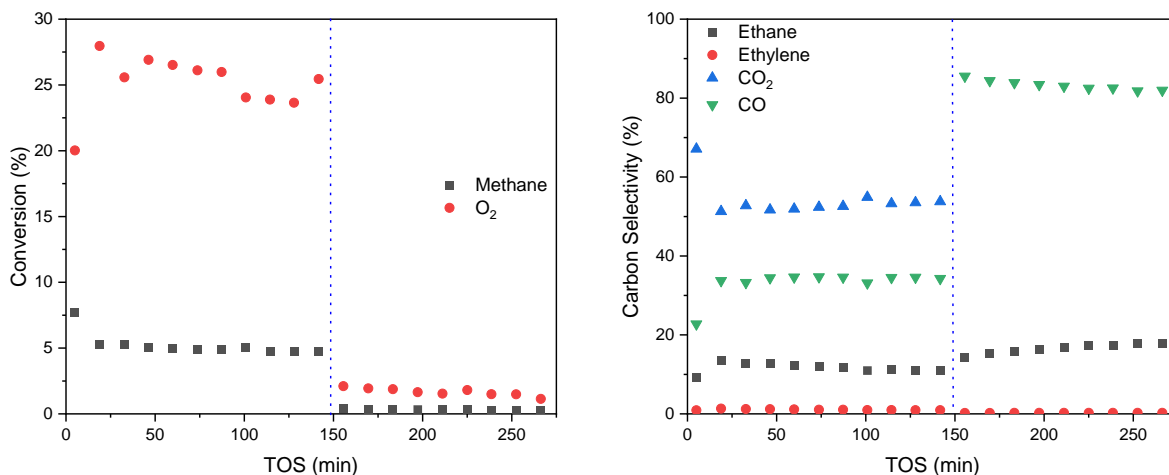 30
25
20
15
10
5
0
Conversion (%)
Methane
O₂
0
50
100
150
200
250
TOS (min)
100
80
60
40
20
0
Carbon Selectivity (%)
Ethane
Ethylene
CO₂
CO
0
50
100
150
200
250
TOS (min)